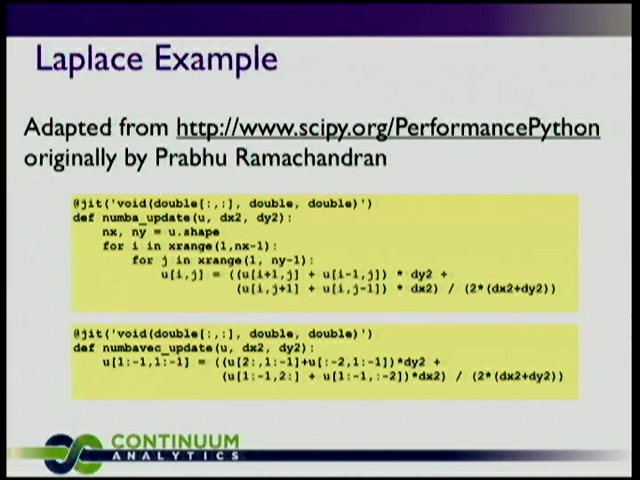 Laplace Example
Adapted from http://www.scipy.org/PerformancePython
originally by Prabhu Ramachandran
@jit('void(double[:,:], double, double)')
def numba_update(u, dx2, dy2):
    nx, ny = u.shape
    for i in xrange(1,nx-1):
        for j in xrange(1, ny-1):
            u[i,j] = ((u[i+1,j] + u[i-1,j]) * dy2 +
                      (u[i,j+1] + u[i,j-1]) * dx2) / (2*(dx2+dy2))
@jit('void(double[:,:], double, double)')
def numbavec_update(u, dx2, dy2):
    u[1:-1,1:-1] = ((u[2:,1:-1]+u[:-2,1:-1])*dy2 +
                    (u[1:-1,2:] + u[1:-1,:-2])*dx2) / (2*(dx2+dy2))
CONTINUUM
ANALYTICS